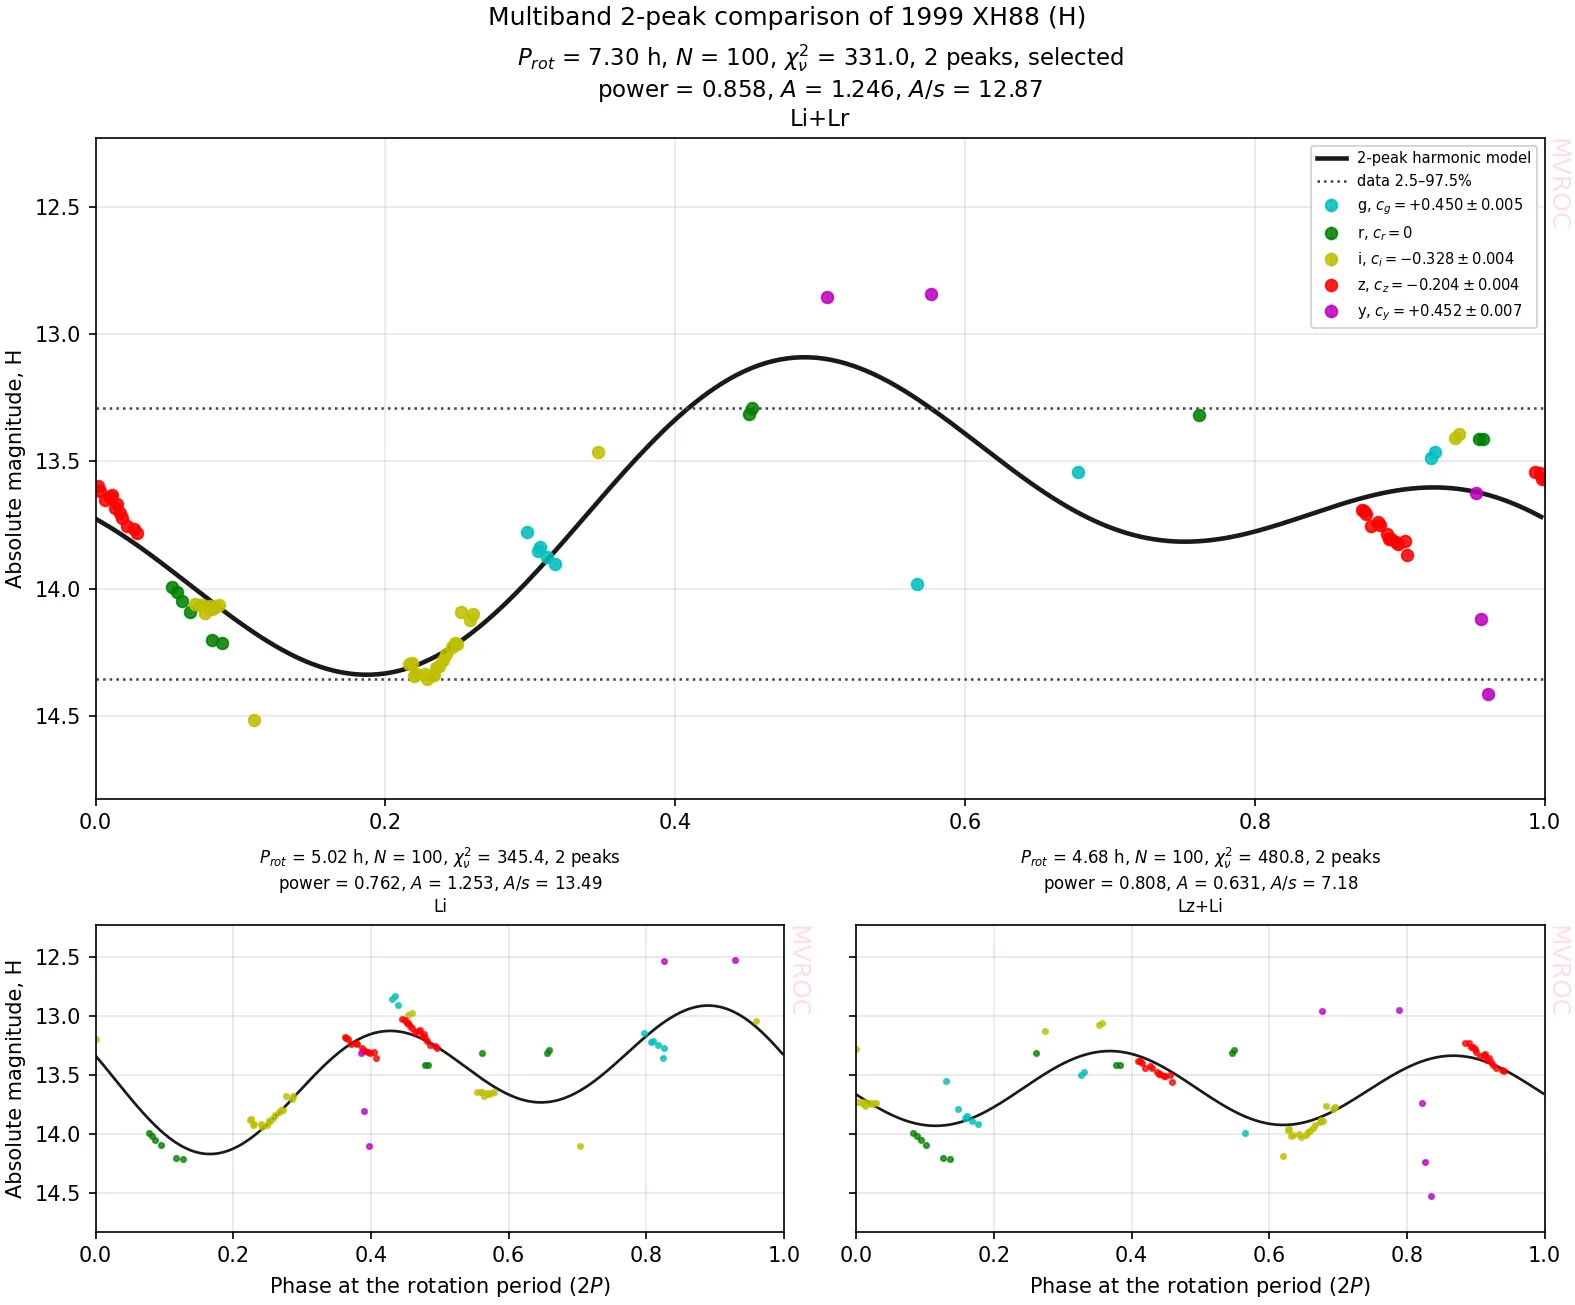 Multiband 2-peak comparison of 1999 XH88 (H)
P_rot = 7.30 h, N = 100, χ²_ν = 331.0, 2 peaks, selected
power = 0.858, A = 1.246, A/s = 12.87
Li+Lr
2-peak harmonic model
data 2.5–97.5%
g, c_g = +0.450 ± 0.005
r, c_r = 0
i, c_i = −0.328 ± 0.004
z, c_z = −0.204 ± 0.004
y, c_y = +0.452 ± 0.007
MVROC
Absolute magnitude, H
12.5
13.0
13.5
14.0
14.5
0.0 0.2 0.4 0.6 0.8 1.0
P_rot = 5.02 h, N = 100, χ²_ν = 345.4, 2 peaks
power = 0.762, A = 1.253, A/s = 13.49
Li
MVROC
Absolute magnitude, H
12.5
13.0
13.5
14.0
14.5
0.0 0.2 0.4 0.6 0.8 1.0
Phase at the rotation period (2P)
P_rot = 4.68 h, N = 100, χ²_ν = 480.8, 2 peaks
power = 0.808, A = 0.631, A/s = 7.18
Lz+Li
MVROC
0.0 0.2 0.4 0.6 0.8 1.0
Phase at the rotation period (2P)